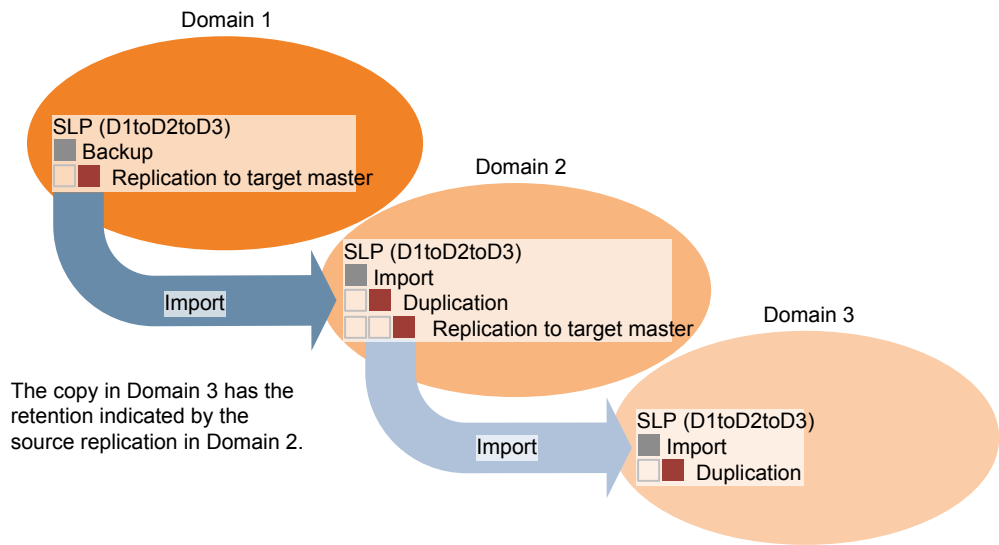 Domain 1
SLP (D1toD2toD3)
Backup
Replication to target master
Import
Domain 2
SLP (D1toD2toD3)
Import
Duplication
Replication to target master
Import
Domain 3
SLP (D1toD2toD3)
Import
Duplication
The copy in Domain 3 has the
retention indicated by the
source replication in Domain 2.